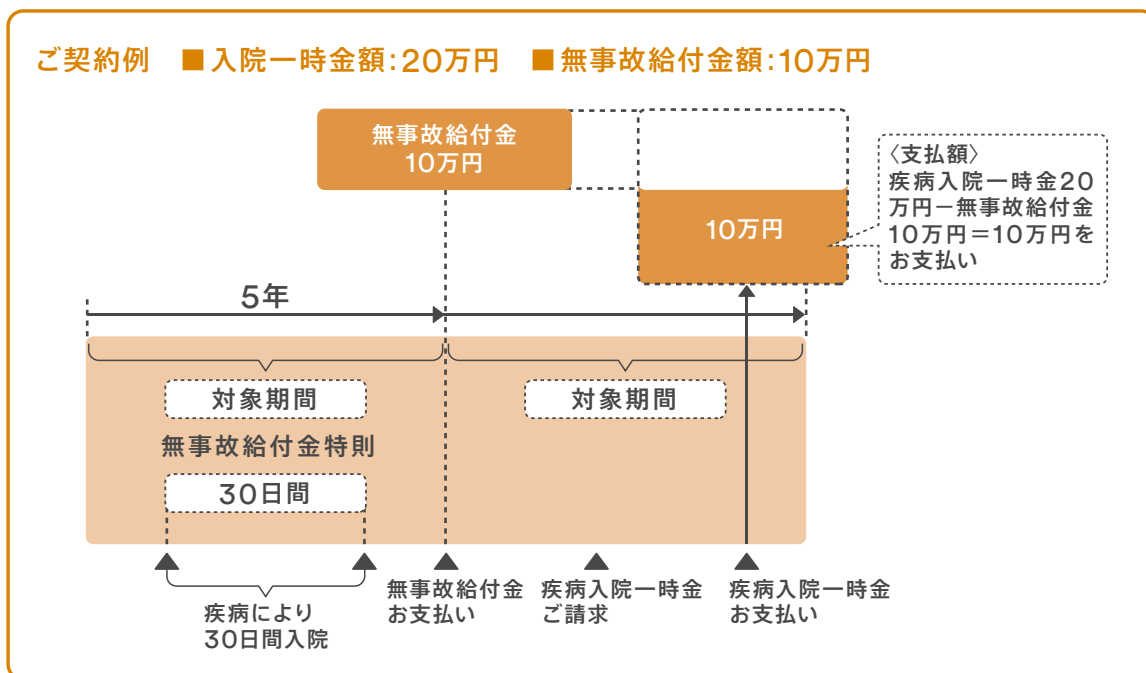 ご契約例 ■入院一時金額:20万円 ■無事故給付金額:10万円
無事故給付金
10万円
10万円
〈支払額〉
疾病入院一時金20
万円－無事故給付金
10万円＝10万円を
お支払い
5年
対象期間
対象期間
無事故給付金特則
30日間
疾病により
30日間入院
無事故給付金
お支払い
疾病入院一時金
ご請求
疾病入院一時金
お支払い